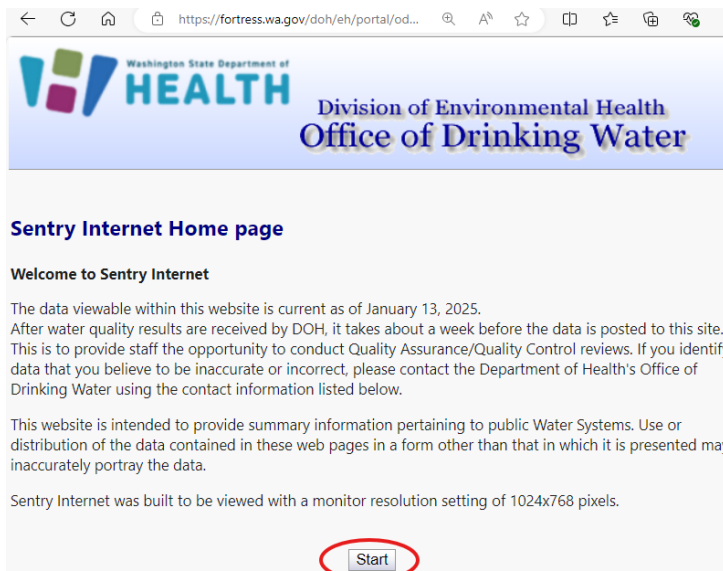 https://fortress.wa.gov/doh/eh/portal/od...
Washington State Department of
HEALTH
Division of Environmental Health
Office of Drinking Water
Sentry Internet Home page
Welcome to Sentry Internet
The data viewable within this website is current as of January 13, 2025.
After water quality results are received by DOH, it takes about a week before the data is posted to this site.
This is to provide staff the opportunity to conduct Quality Assurance/Quality Control reviews. If you identify
data that you believe to be inaccurate or incorrect, please contact the Department of Health's Office of
Drinking Water using the contact information listed below.
This website is intended to provide summary information pertaining to public Water Systems. Use or
distribution of the data contained in these web pages in a form other than that in which it is presented may
inaccurately portray the data.
Sentry Internet was built to be viewed with a monitor resolution setting of 1024x768 pixels.
Start